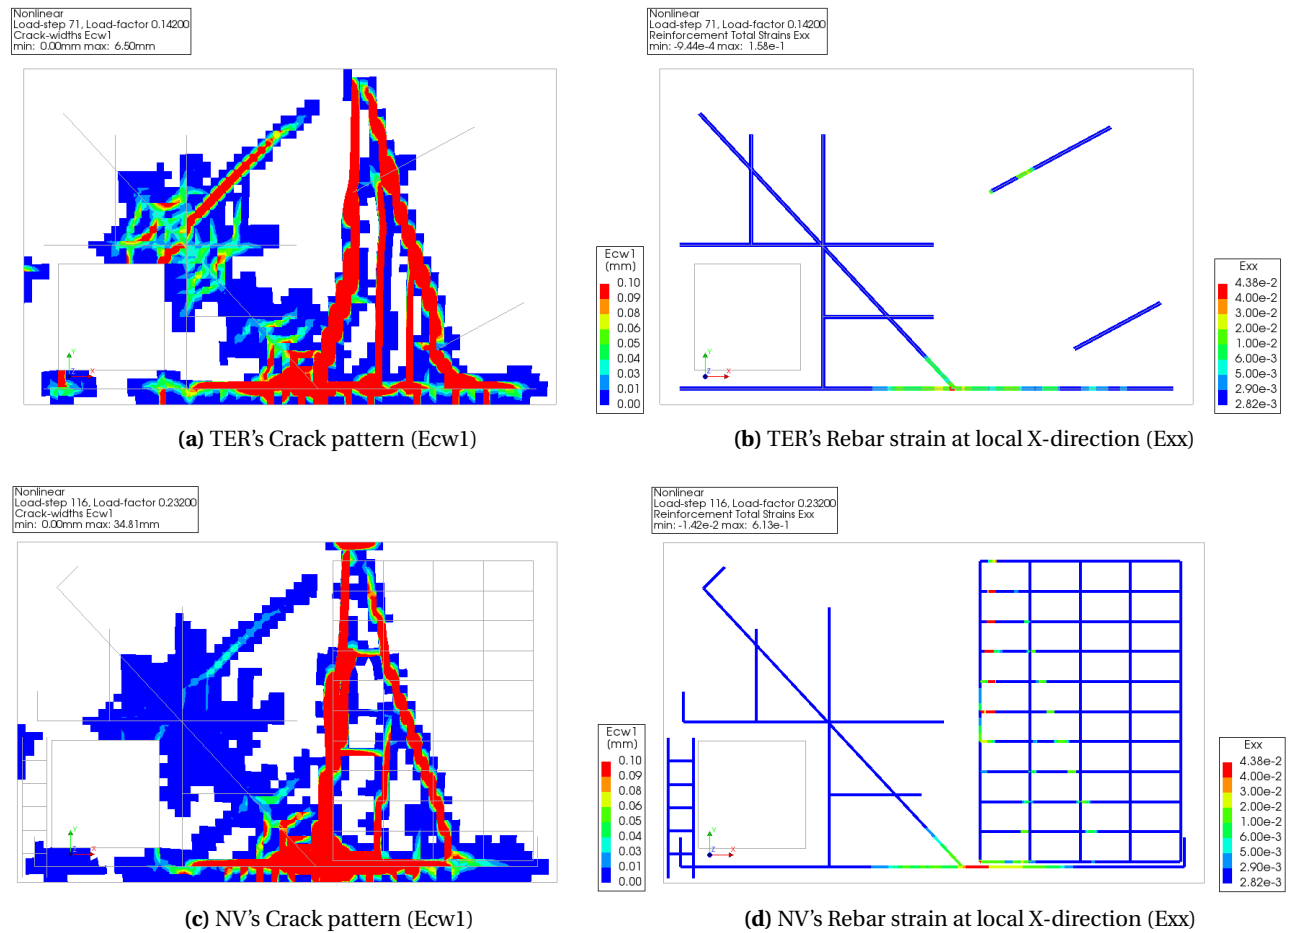 Nonlinear
Load-step 71, Load-factor 0.14200
Crack-widths Ecw1
min: 0.00mm max: 6.50mm
Nonlinear
Load-step 71, Load-factor 0.14200
Reinforcement Total Strains Exx
min: -9.44e-4 max: 1.58e-1
Y
Z
X
Ecw1
(mm)
0.10
0.09
0.08
0.06
0.05
0.04
0.03
0.01
0.00
Y
Z
X
Exx
4.38e-2
4.00e-2
3.00e-2
2.00e-2
1.00e-2
6.00e-3
5.00e-3
2.90e-3
2.82e-3
(a) TER's Crack pattern (Ecw1)
(b) TER's Rebar strain at local X-direction (Exx)
Nonlinear
Load-step 116, Load-factor 0.23200
Crack-widths Ecw1
min: 0.00mm max: 34.81mm
Nonlinear
Load-step 116, Load-factor 0.23200
Reinforcement Total Strains Exx
min: -1.42e-2 max: 6.13e-1
Y
Z
X
Ecw1
(mm)
0.10
0.09
0.08
0.06
0.05
0.04
0.03
0.01
0.00
Y
Z
X
Exx
4.38e-2
4.00e-2
3.00e-2
2.00e-2
1.00e-2
6.00e-3
5.00e-3
2.90e-3
2.82e-3
(c) NV's Crack pattern (Ecw1)
(d) NV's Rebar strain at local X-direction (Exx)